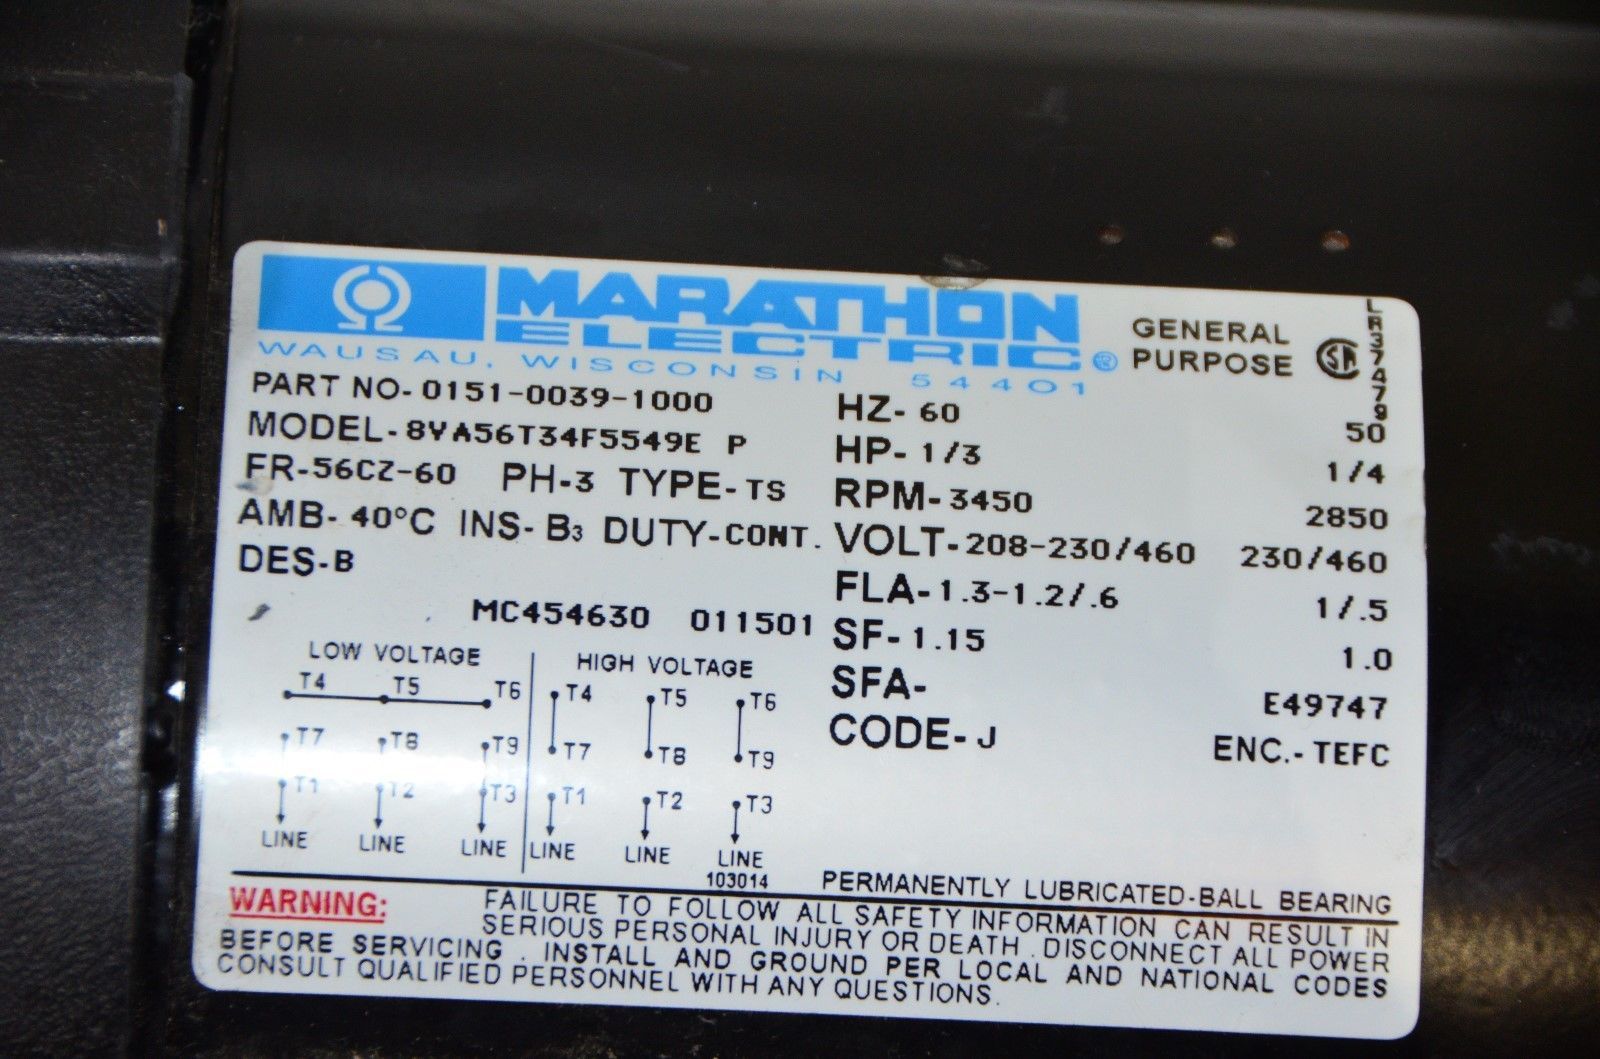 MARATHON
ELECTRIC®
WAUSAU, WISCONSIN 54401
GENERAL
PURPOSE
LR37479
PART NO- 0151-0039-1000
MODEL- 8VA56T34F5549E P
FR-56CZ-60 PH-3 TYPE-TS
AMB- 40°C INS- B3 DUTY-CONT.
DES-B
MC454630 011501
HZ- 60 50
HP- 1/3 1/4
RPM- 3450 2850
VOLT-208-230/460 230/460
FLA-1.3-1.2/.6 1/.5
SF- 1.15 1.0
SFA- E49747
CODE- J ENC.- TEFC
LOW VOLTAGE
T4 T5 T6
T7 T8 T9
T1 T2 T3
LINE LINE LINE
HIGH VOLTAGE
T4 T5 T6
T7 T8 T9
T1 T2 T3
LINE LINE LINE
103014
PERMANENTLY LUBRICATED-BALL BEARING
WARNING: FAILURE TO FOLLOW ALL SAFETY INFORMATION CAN RESULT IN
SERIOUS PERSONAL INJURY OR DEATH . DISCONNECT ALL POWER
BEFORE SERVICING . INSTALL AND GROUND PER LOCAL AND NATIONAL CODES
CONSULT QUALIFIED PERSONNEL WITH ANY QUESTIONS.